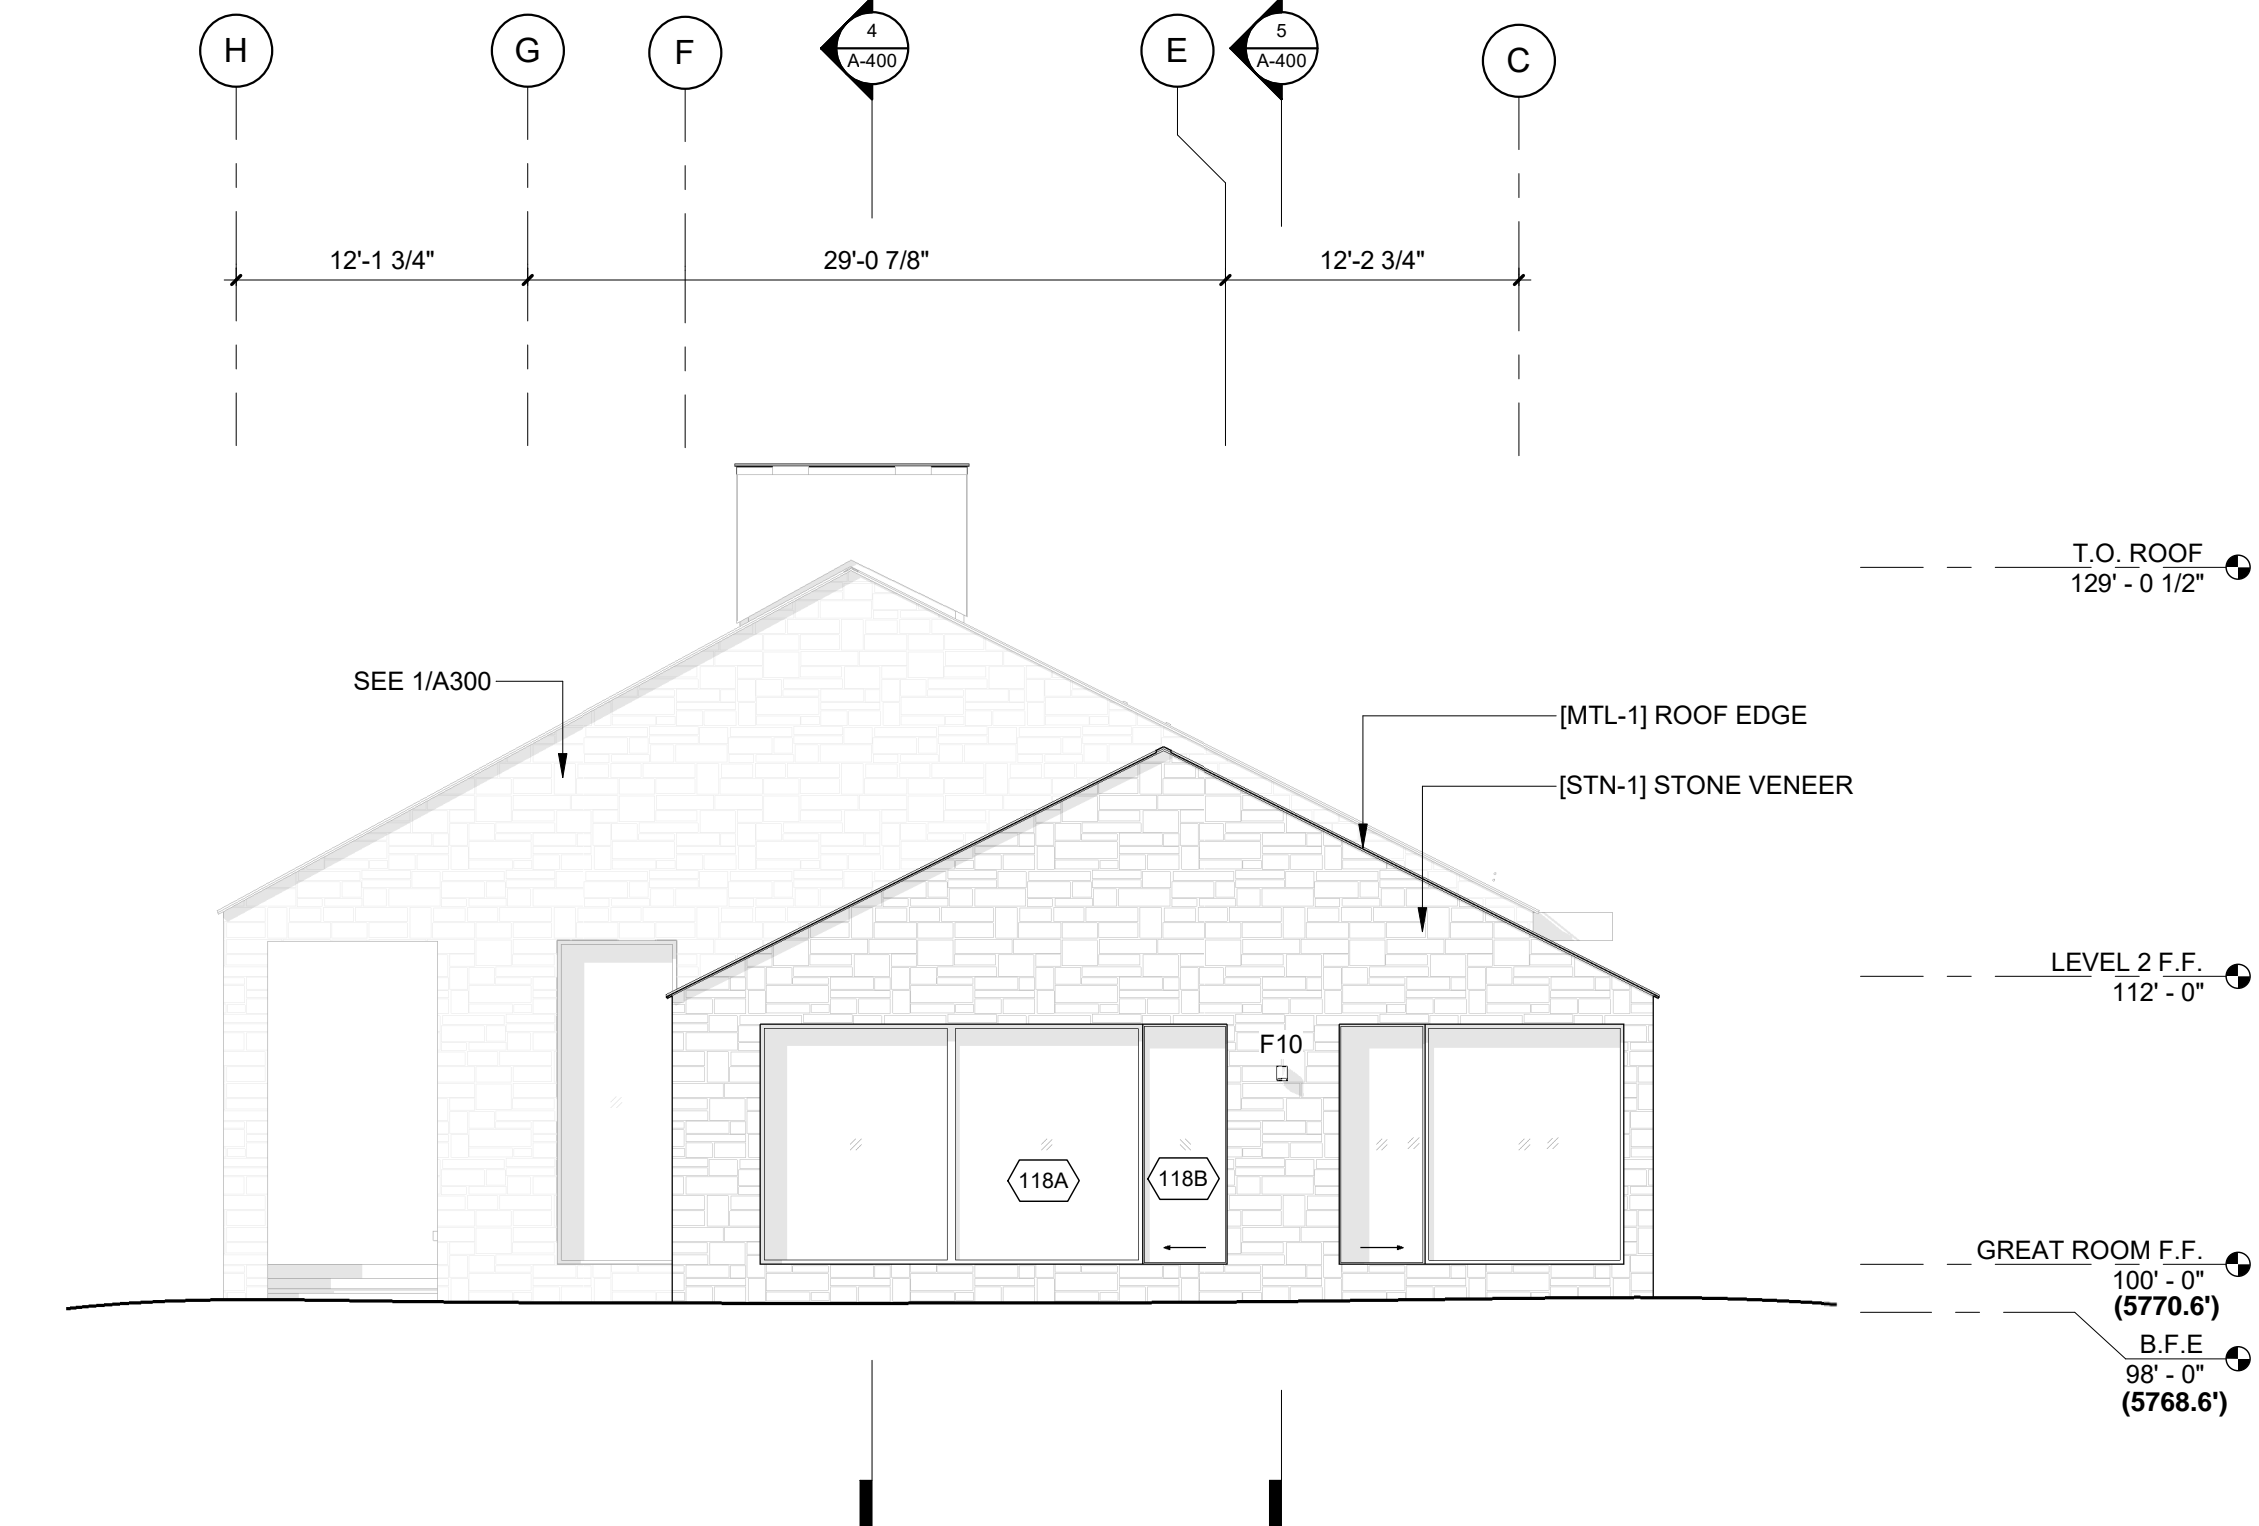 H
G
F
4
A-400
E
5
A-400
C
12'-1 3/4"
29'-0 7/8"
12'-2 3/4"
T.O. ROOF
129' - 0 1/2"
SEE 1/A300
[MTL-1] ROOF EDGE
[STN-1] STONE VENEER
LEVEL 2 F.F.
112' - 0"
F10
118A
118B
GREAT ROOM F.F.
100' - 0"
(5770.6')
B.F.E
98' - 0"
(5768.6')